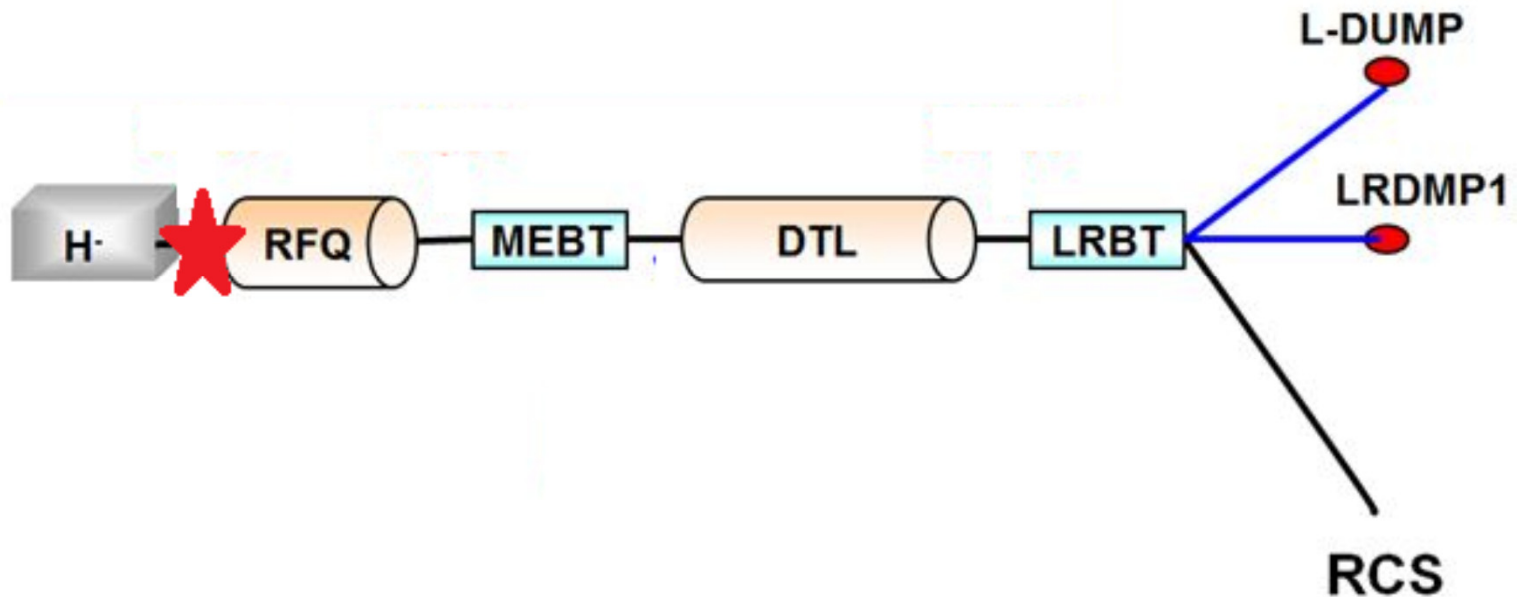 L-DUMP
LRDMP1
H-
RFQ
MEBT
DTL
LRBT
RCS